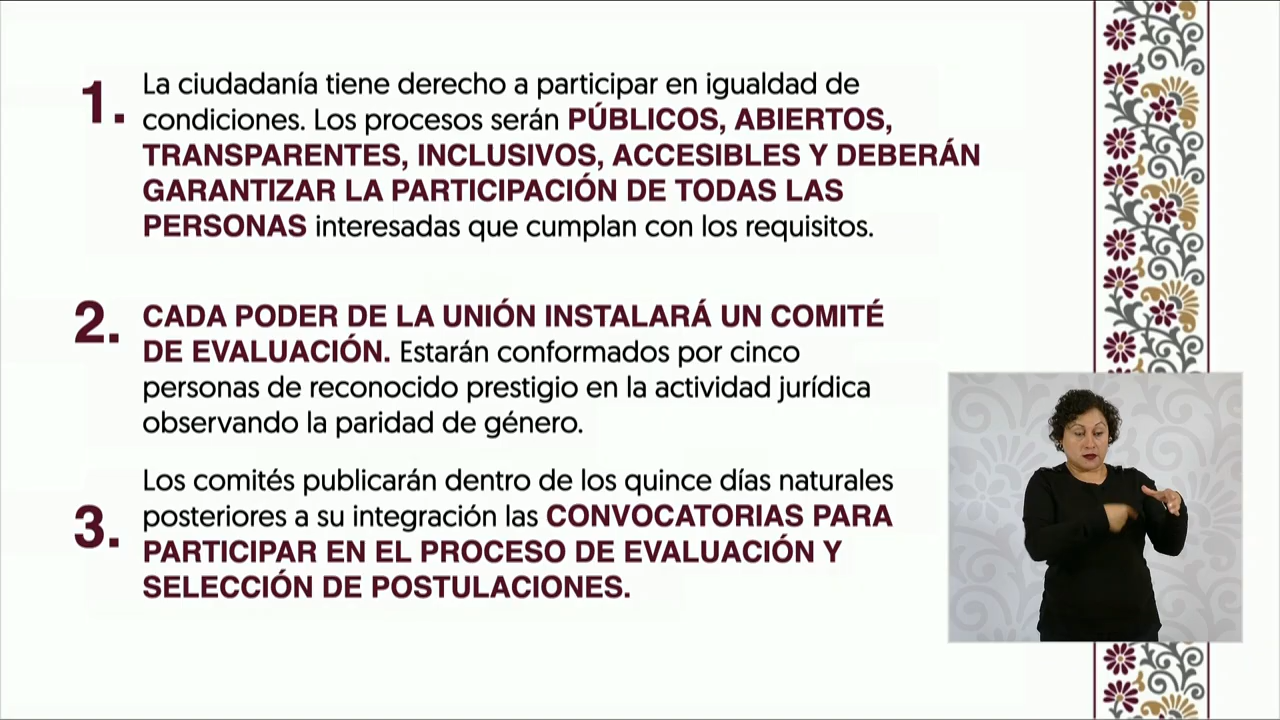 1. La ciudadanía tiene derecho a participar en igualdad de
condiciones. Los procesos serán PÚBLICOS, ABIERTOS,
TRANSPARENTES, INCLUSIVOS, ACCESIBLES Y DEBERÁN
GARANTIZAR LA PARTICIPACIÓN DE TODAS LAS
PERSONAS interesadas que cumplan con los requisitos.
2. CADA PODER DE LA UNIÓN INSTALARÁ UN COMITÉ
DE EVALUACIÓN. Estarán conformados por cinco
personas de reconocido prestigio en la actividad jurídica
observando la paridad de género.
3. Los comités publicarán dentro de los quince días naturales
posteriores a su integración las CONVOCATORIAS PARA
PARTICIPAR EN EL PROCESO DE EVALUACIÓN Y
SELECCIÓN DE POSTULACIONES.